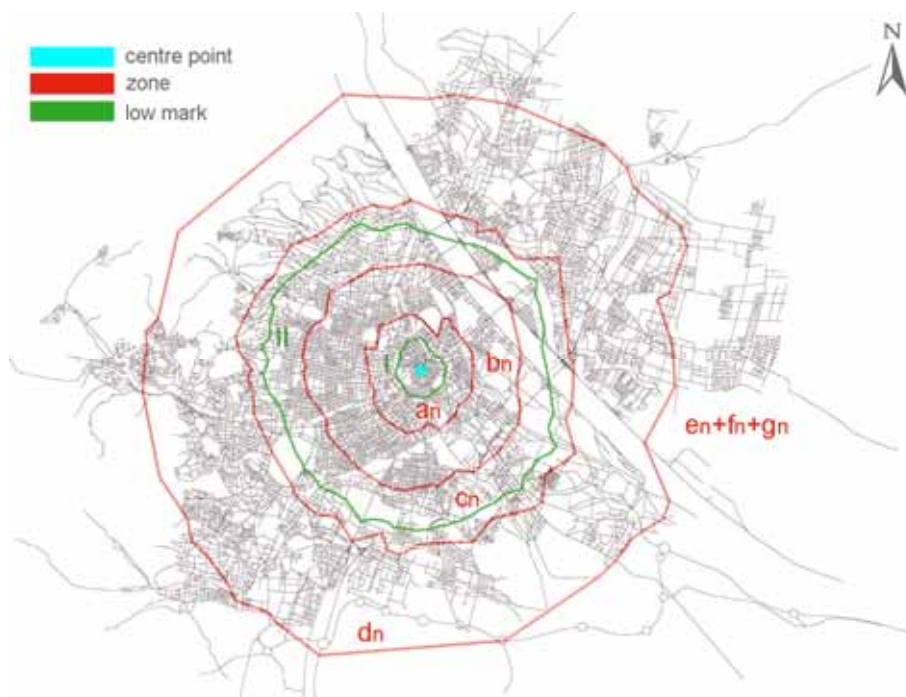 centre point
zone
low mark
N
II
I
bn
an
en+fn+gn
cn
dn